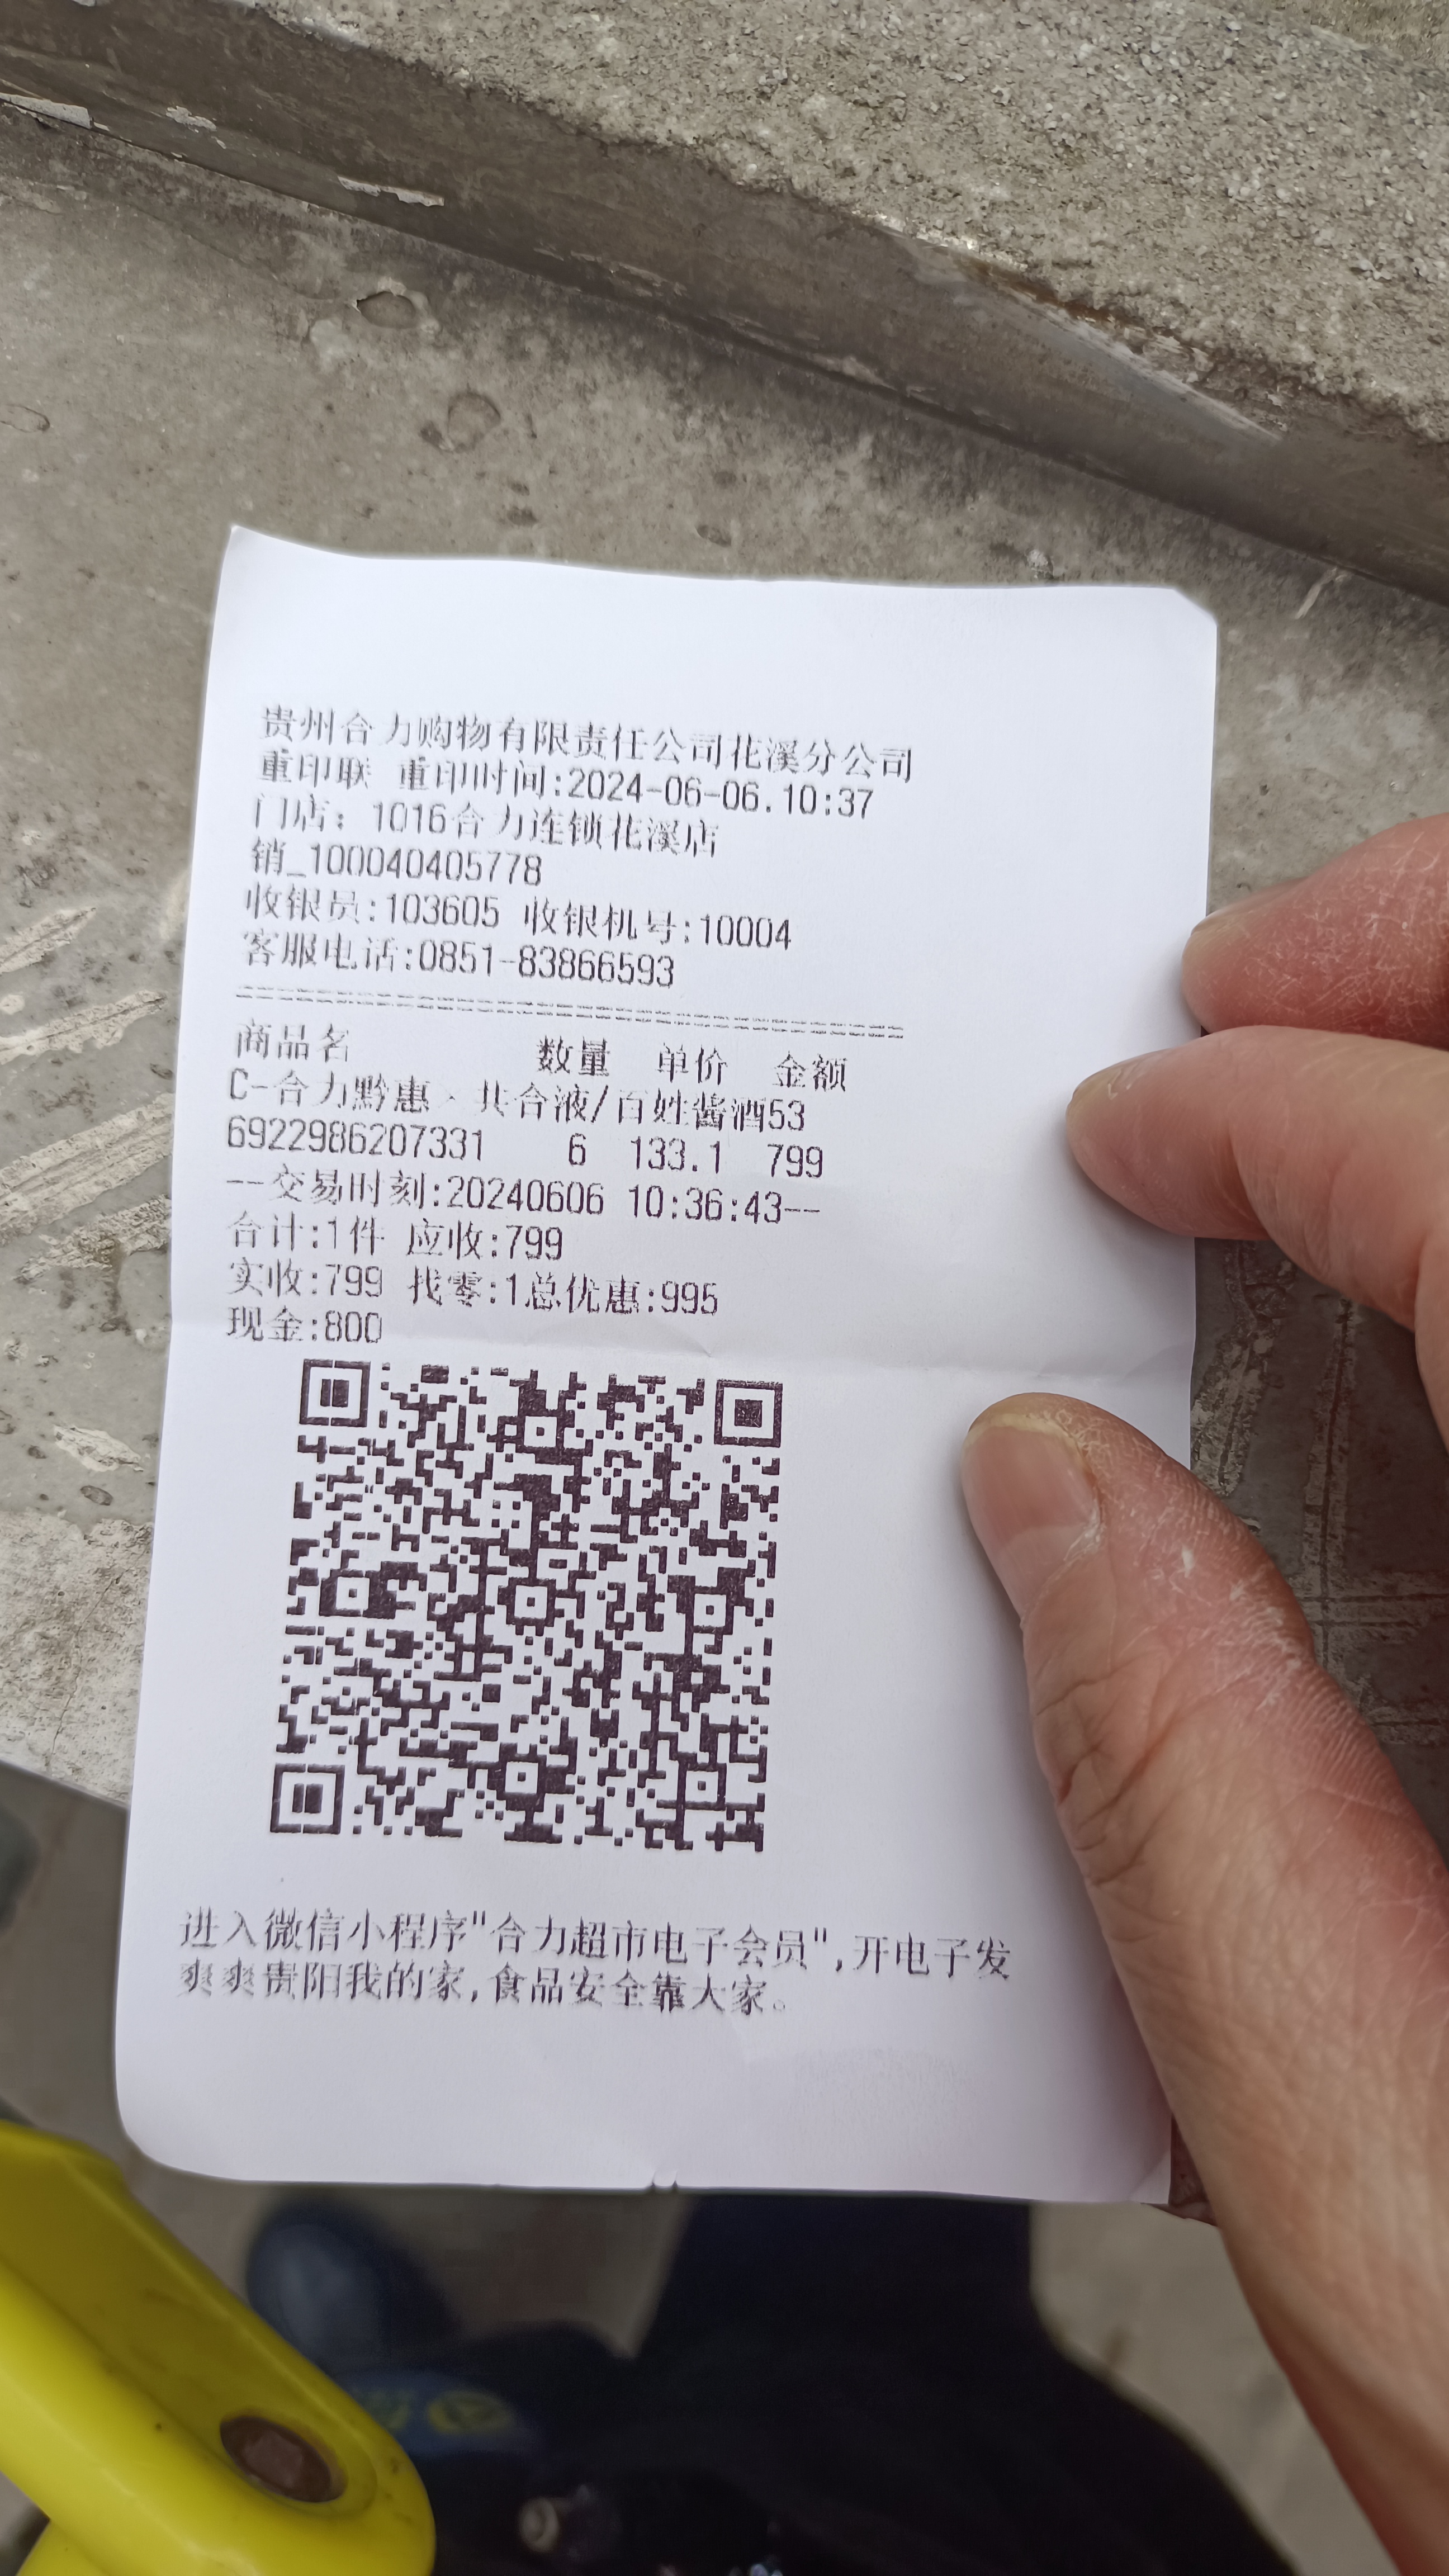 贵州合力购物有限责任公司花溪分公司
重印联 重印时间:2024-06-06.10:37
门店：1016合力连锁花溪店
销_100040405778
收银员:103605 收银机号:10004
客服电话:0851-83866593
商品名 数量 单价 金额
C-合力黔惠 共合液/百姓酱酒53
6922986207331 6 133.1 799
--交易时刻:20240606 10:36:43--
合计:1件 应收:799
实收:799 找零:1总优惠:995
现金:800
进入微信小程序"合力超市电子会员",开电子发
爽爽贵阳我的家,食品安全靠大家。